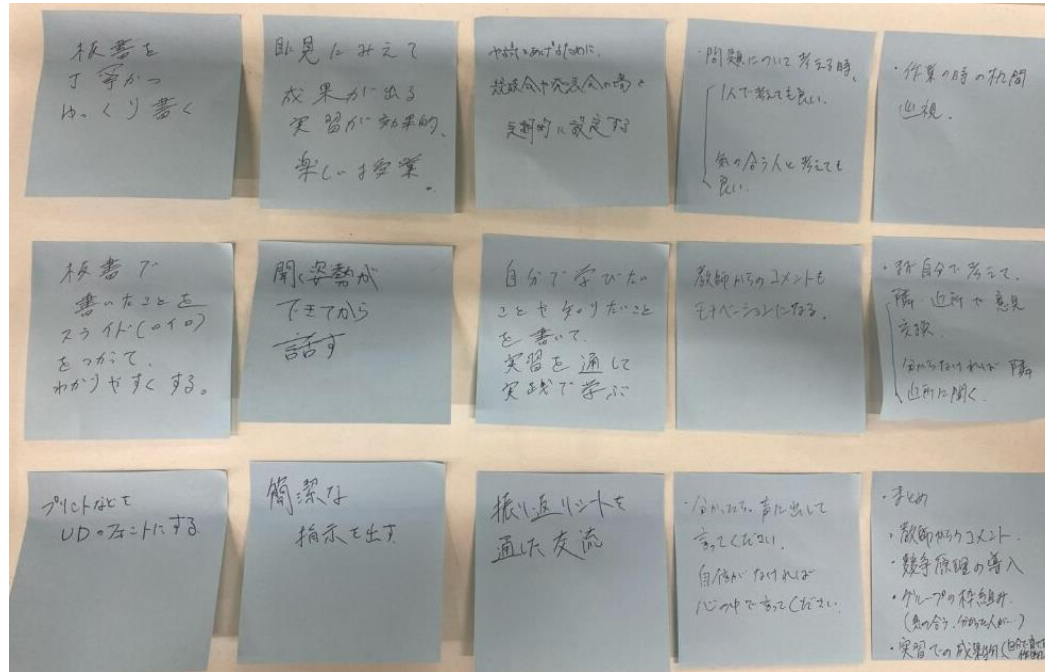 板書を
丁寧かつ
ゆっくり書く
目見にみえて
成果が出る
実習が効果的、
楽しい授業。
競技会や発表会の場を
定期的に設定する
・問題について考える時、
1人で考えても良い。
気の合う人と考えても
良い。
・作業の時の机間
巡視。
板書で
書いたことを
スライド(ロイロ)
をつかって、
わかりやすくする。
聞く姿勢が
できてから
話す
自分で学びたい
ことや知りたいこと
を書いて、
実習を通して
実践で学ぶ
教師からのコメントも
モチベーションになる。
自分で考えて、
隣・近所で意見
交換。
分からなければ隣
近所に聞く。
プリントなどを
UDのフォントにする
簡潔な
指示を出す
振り返りシートを
通した交流
・分かったら、声に出して
言ってください。
自信がなければ
心の中で言ってください。
・まとめ
・教師からのコメント
・競争原理の導入
・グループの枠組み
(気の合う、分かった人が…)
・実習での成果物